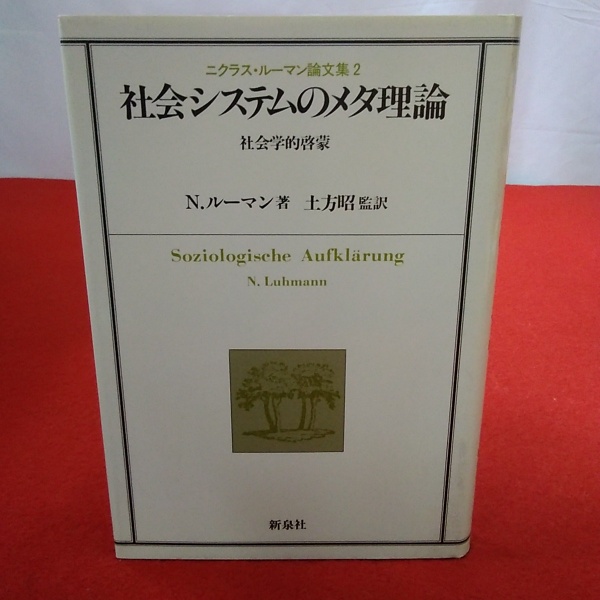 ニクラス・ルーマン論文集2
社会システムのメタ理論
社会学的啓蒙
N.ルーマン著 土方昭監訳
Soziologische Aufklärung
N. Luhmann
新泉社